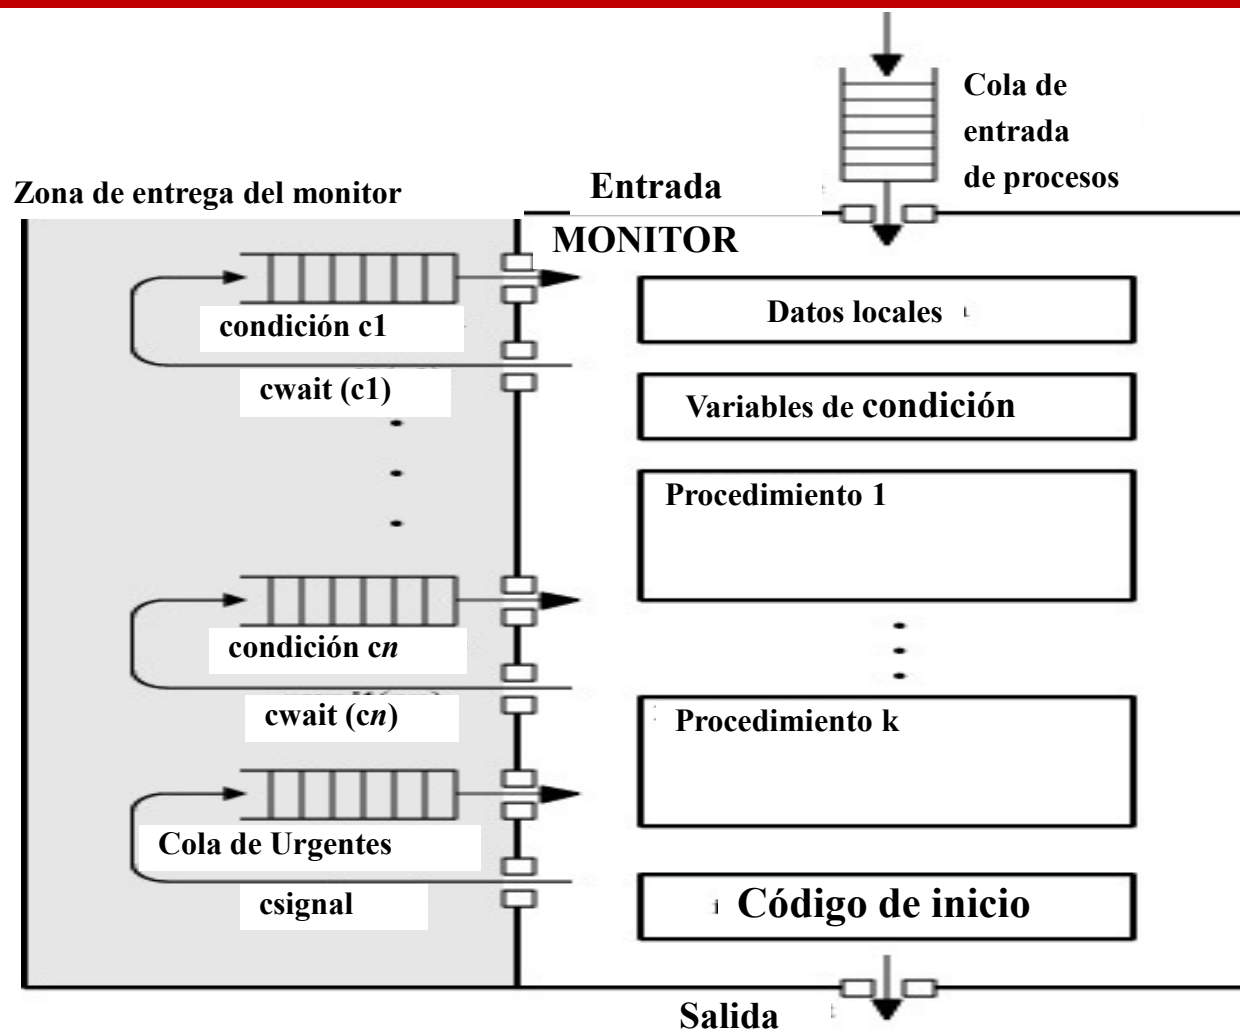 Cola de
entrada
de procesos
Zona de entrega del monitor
Entrada
MONITOR
condición c1
cwait (c1)
condición cn
cwait (cn)
Cola de Urgentes
csignal
Datos locales
Variables de condición
Procedimiento 1
Procedimiento k
Código de inicio
Salida